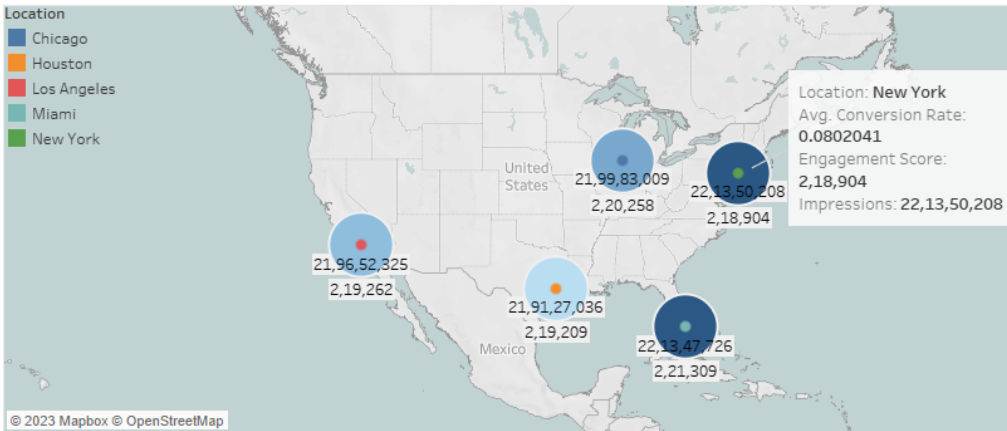 Location
Chicago
Houston
Los Angeles
Miami
New York
United
States
Mexico
21,99,83,009
2,20,258
22,13,50,208
2,18,904
21,96,52,325
2,19,262
21,91,27,036
2,19,209
22,13,47,726
2,21,309
Location: New York
Avg. Conversion Rate:
0.0802041
Engagement Score:
2,18,904
Impressions: 22,13,50,208
© 2023 Mapbox © OpenStreetMap